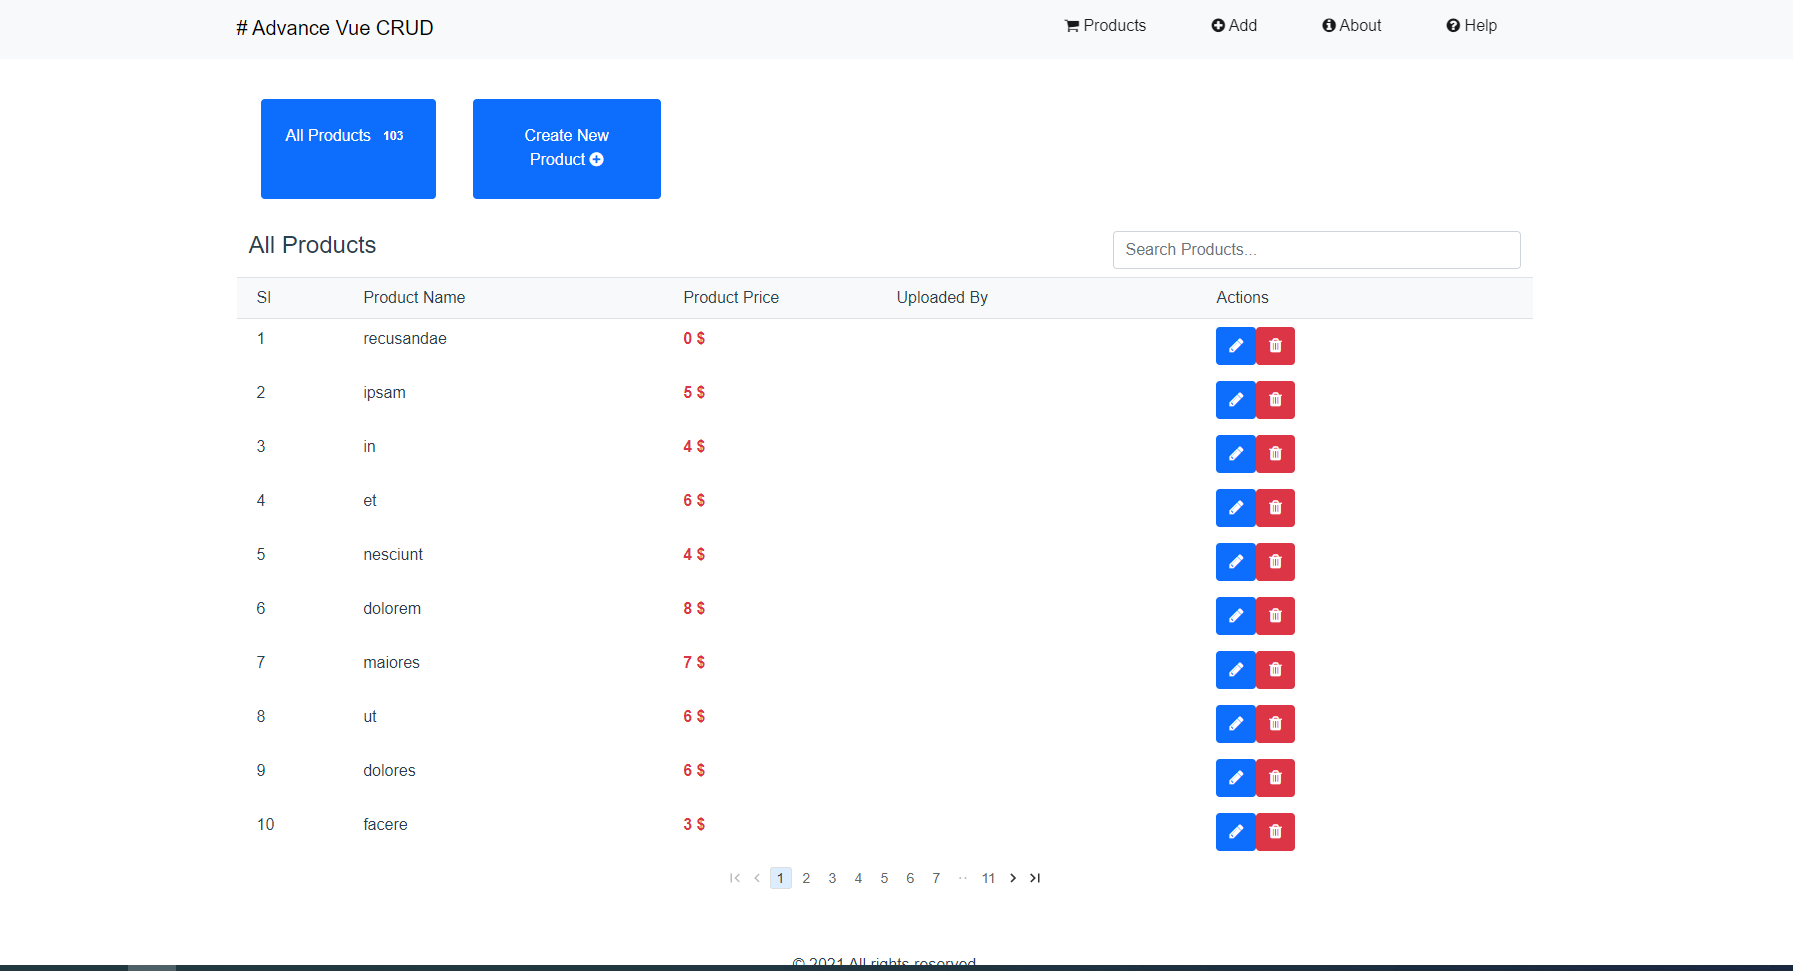 # Advance Vue CRUD
Products Add About Help
All Products 103
Create New
Product
All Products
Search Products...
Sl Product Name Product Price Uploaded By Actions
1 recusandae 0 $
2 ipsam 5 $
3 in 4 $
4 et 6 $
5 nesciunt 4 $
6 dolorem 8 $
7 maiores 7 $
8 ut 6 $
9 dolores 6 $
10 facere 3 $
1 2 3 4 5 6 7 ·· 11
© 2021 All rights reserved